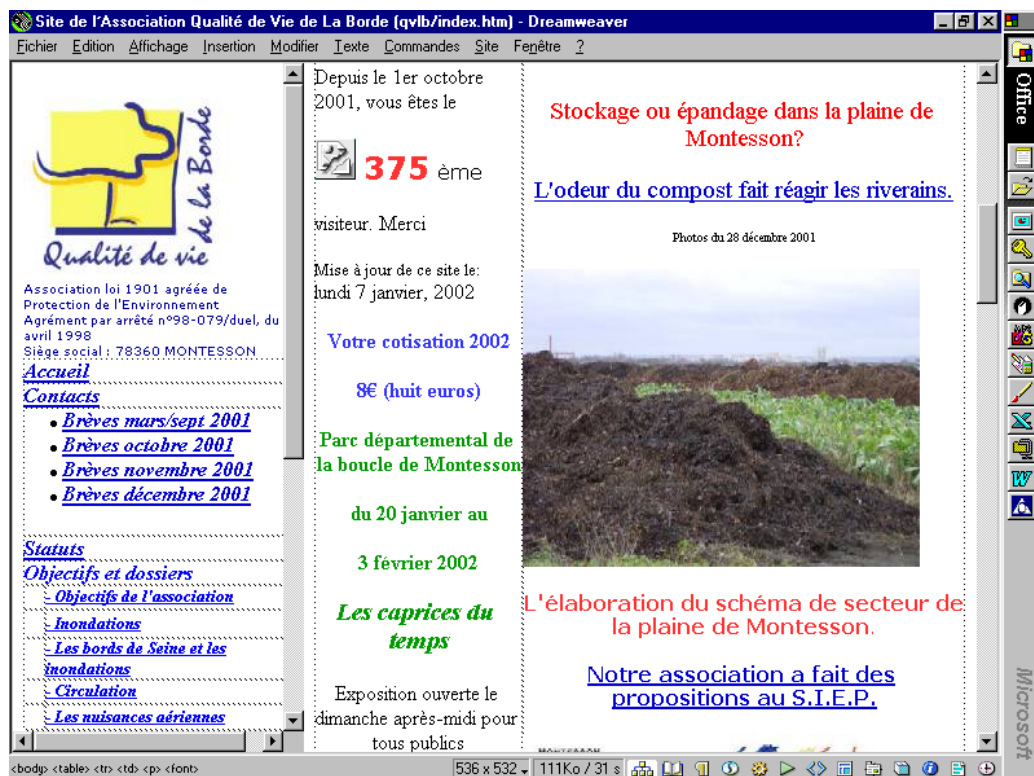 Site de l'Association Qualité de Vie de La Borde (qvlb/index.htm) - Dreamweaver
Fichier Edition Affichage Insertion Modifier Texte Commandes Site Fenêtre ?
Qualité de vie
de la Borde
Association loi 1901 agréée de
Protection de l'Environnement
Agrément par arrêté n°98-079/duel, du
avril 1998
Siège social : 78360 MONTESSON
Accueil
Contacts
Brèves mars/sept 2001
Brèves octobre 2001
Brèves novembre 2001
Brèves décembre 2001
Statuts
Objectifs et dossiers
- Objectifs de l'association
- Inondations
- Les bords de Seine et les
inondations
- Circulation
- Les nuisances aériennes
Depuis le 1er octobre
2001, vous êtes le
375 ème
visiteur. Merci
Mise à jour de ce site le:
lundi 7 janvier, 2002
Votre cotisation 2002
8€ (huit euros)
Parc départemental de
la boucle de Montesson
du 20 janvier au
3 février 2002
Les caprices du
temps
Exposition ouverte le
dimanche après-midi pour
tous publics
Stockage ou épandage dans la plaine de
Montesson?
L'odeur du compost fait réagir les riverains.
Photos du 28 décembre 2001
L'élaboration du schéma de secteur de
la plaine de Montesson.
Notre association a fait des
propositions au S.I.E.P.
Office
Microsoft
<body> <table> <tr> <td> <p> <font>
536 x 532
111Ko / 31 s